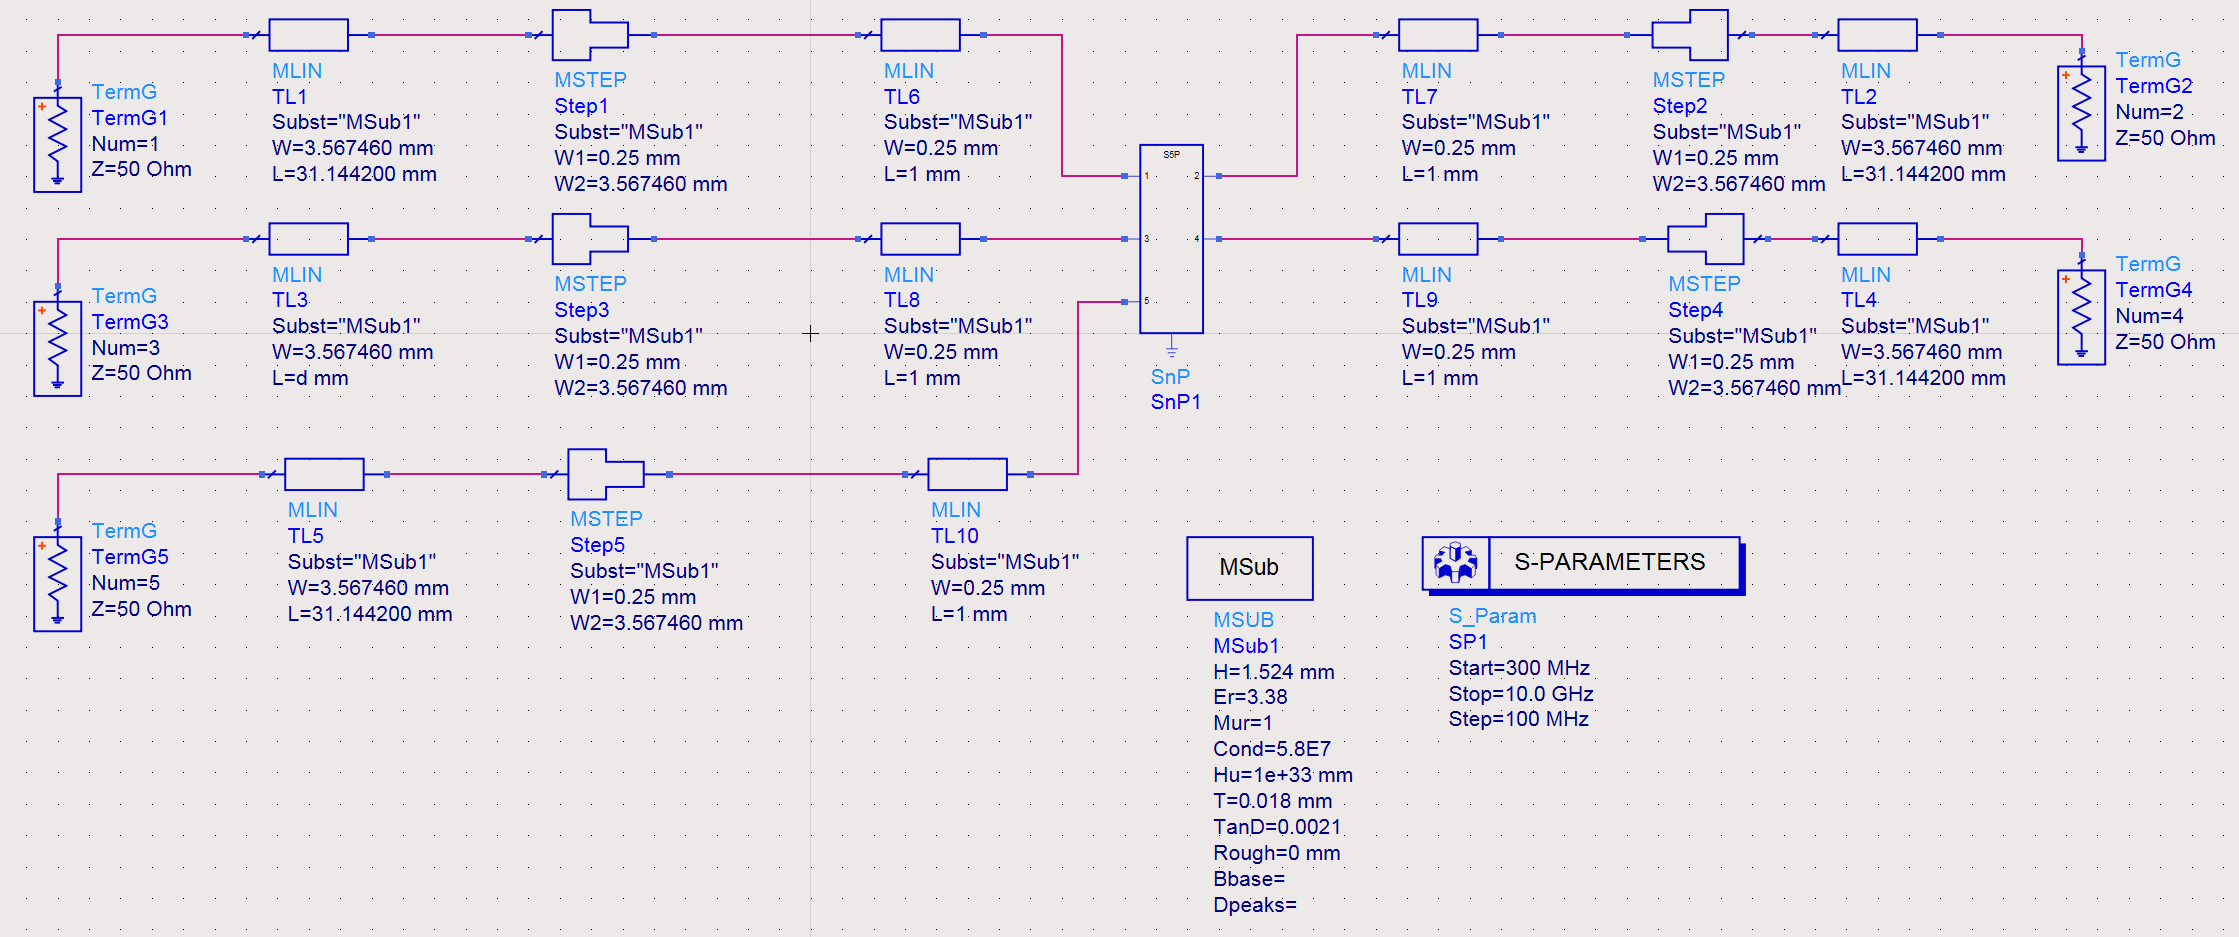 MLIN
TL1
Subst="MSub1"
W=3.567460 mm
L=31.144200 mm
MSTEP
Step1
Subst="MSub1"
W1=0.25 mm
W2=3.567460 mm
MLIN
TL6
Subst="MSub1"
W=0.25 mm
L=1 mm
MLIN
TL7
Subst="MSub1"
W=0.25 mm
L=1 mm
MSTEP
Step2
Subst="MSub1"
W1=0.25 mm
W2=3.567460 mm
MLIN
TL2
Subst="MSub1"
W=3.567460 mm
L=31.144200 mm
TermG
TermG1
Num=1
Z=50 Ohm
TermG
TermG2
Num=2
Z=50 Ohm
S5P
1
2
3
4
5
SnP
SnP1
MLIN
TL3
Subst="MSub1"
W=3.567460 mm
L=d mm
MSTEP
Step3
Subst="MSub1"
W1=0.25 mm
W2=3.567460 mm
MLIN
TL8
Subst="MSub1"
W=0.25 mm
L=1 mm
MLIN
TL9
Subst="MSub1"
W=0.25 mm
L=1 mm
MSTEP
Step4
Subst="MSub1"
W1=0.25 mm
W2=3.567460 mm
MLIN
TL4
Subst="MSub1"
W=3.567460 mm
L=31.144200 mm
TermG
TermG3
Num=3
Z=50 Ohm
TermG
TermG4
Num=4
Z=50 Ohm
TermG
TermG5
Num=5
Z=50 Ohm
MLIN
TL5
Subst="MSub1"
W=3.567460 mm
L=31.144200 mm
MSTEP
Step5
Subst="MSub1"
W1=0.25 mm
W2=3.567460 mm
MLIN
TL10
Subst="MSub1"
W=0.25 mm
L=1 mm
MSub
MSUB
MSub1
H=1.524 mm
Er=3.38
Mur=1
Cond=5.8E7
Hu=1e+33 mm
T=0.018 mm
TanD=0.0021
Rough=0 mm
Bbase=
Dpeaks=
S-PARAMETERS
S_Param
SP1
Start=300 MHz
Stop=10.0 GHz
Step=100 MHz